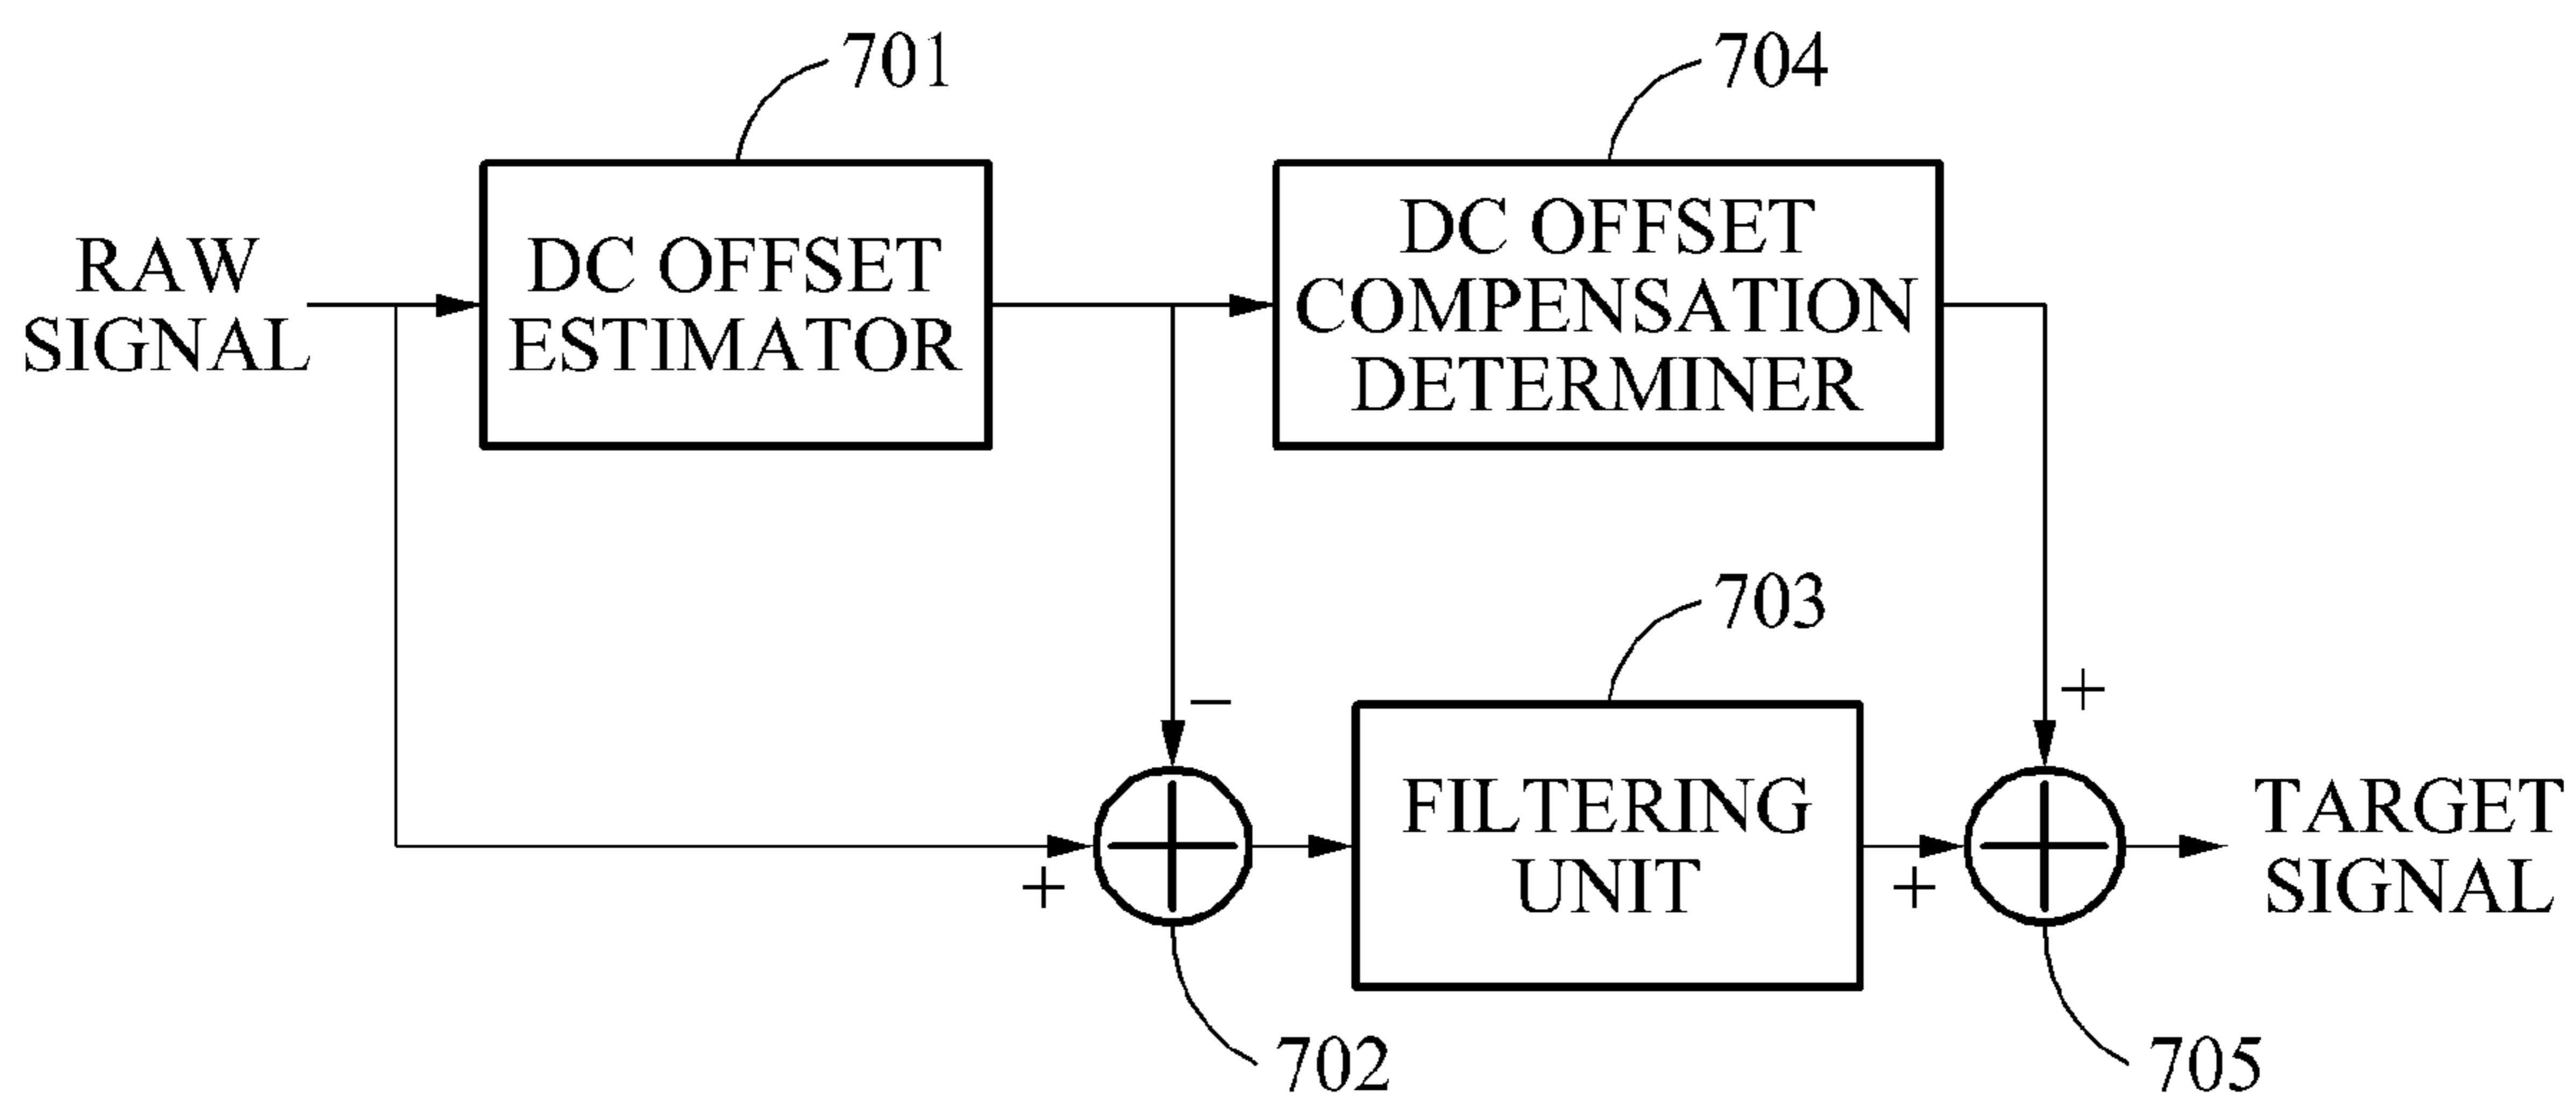 701
704
RAW
SIGNAL
DC OFFSET
ESTIMATOR
DC OFFSET
COMPENSATION
DETERMINER
703
−
+
FILTERING
UNIT
TARGET
SIGNAL
+
+
702
705